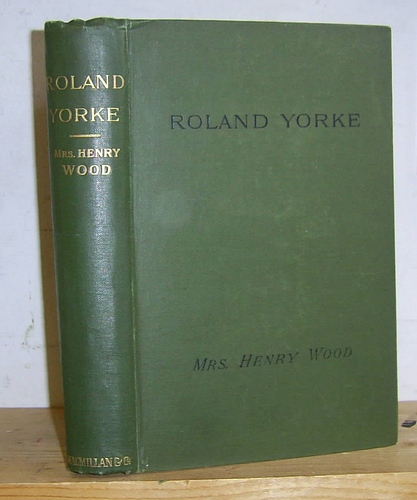 ROLAND
YORKE
MRS. HENRY
WOOD
MACMILLAN & Co
ROLAND YORKE
MRS. HENRY WOOD